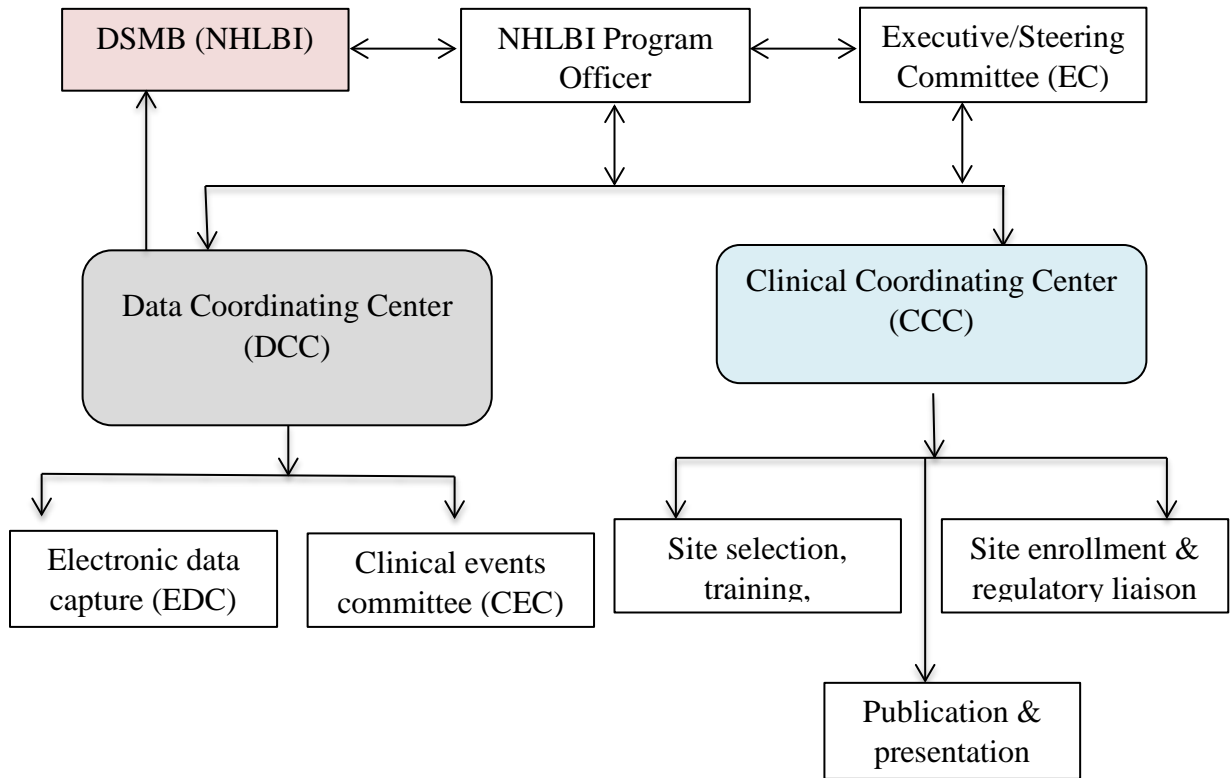 DSMB (NHLBI)
NHLBI Program
Officer
Executive/Steering
Committee (EC)
Data Coordinating Center
(DCC)
Clinical Coordinating Center
(CCC)
Electronic data
capture (EDC)
Clinical events
committee (CEC)
Site selection,
training,
Site enrollment &
regulatory liaison
Publication &
presentation